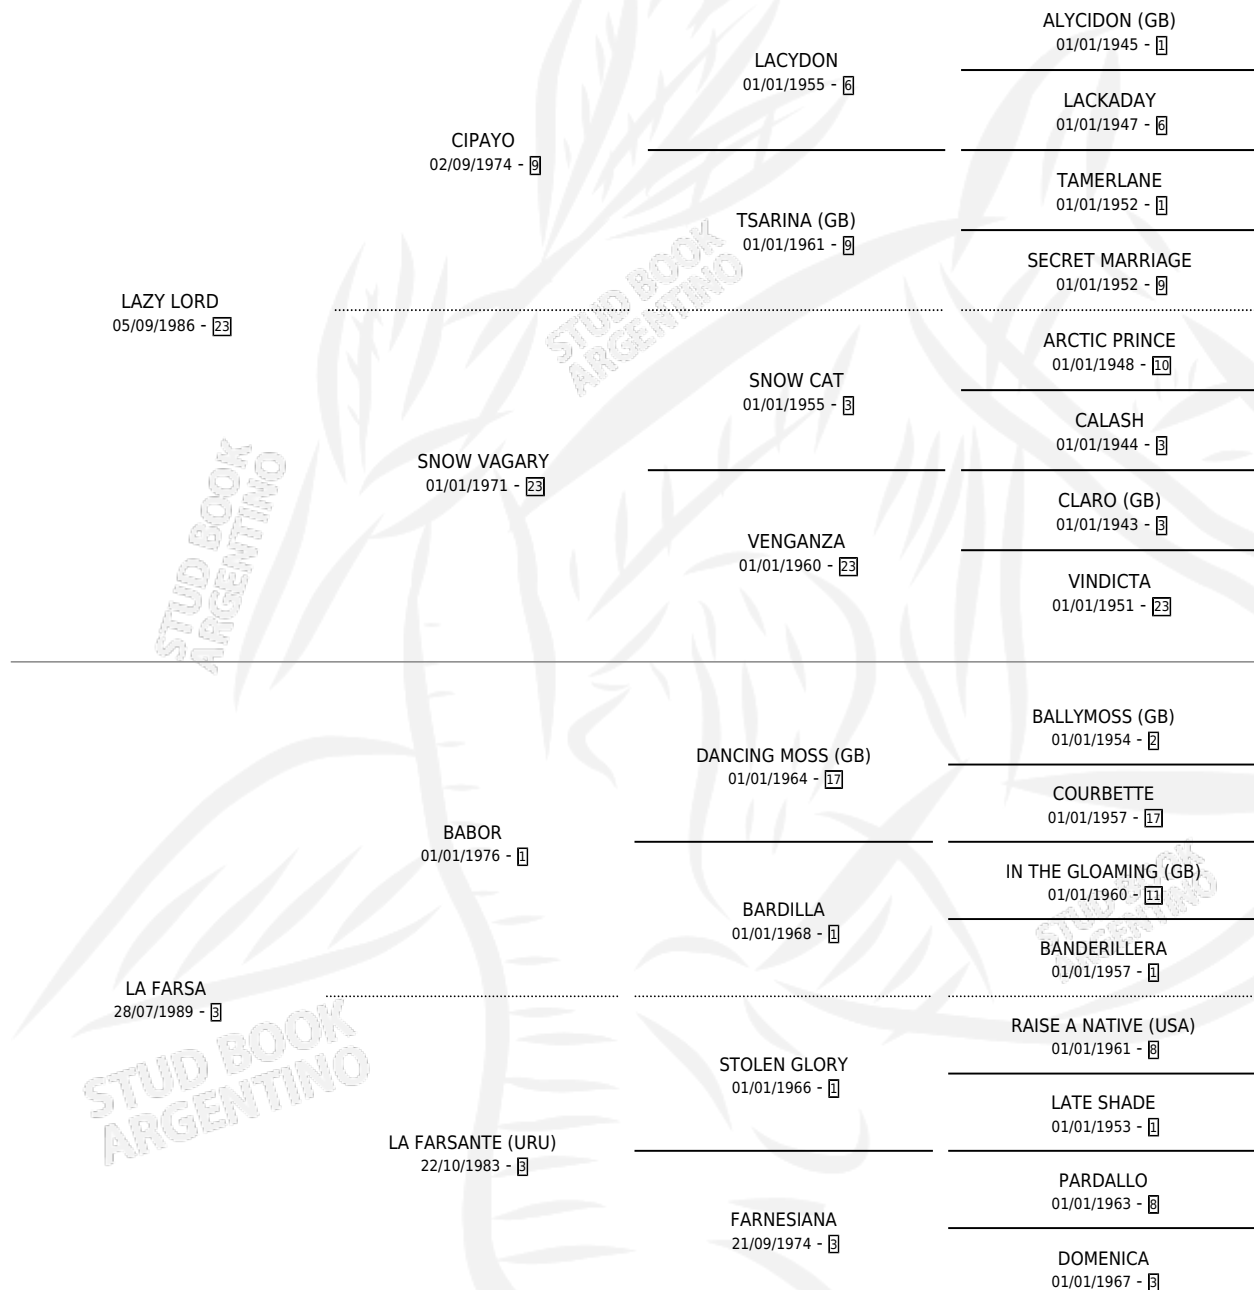 ALYCIDON (GB)
01/01/1945 - 1
LACYDON
01/01/1955 - 6
LACKADAY
01/01/1947 - 6
CIPAYO
02/09/1974 - 9
TAMERLANE
01/01/1952 - 1
TSARINA (GB)
01/01/1961 - 9
SECRET MARRIAGE
01/01/1952 - 9
LAZY LORD
05/09/1986 - 23
ARCTIC PRINCE
01/01/1948 - 10
SNOW CAT
01/01/1955 - 3
CALASH
01/01/1944 - 3
SNOW VAGARY
01/01/1971 - 23
CLARO (GB)
01/01/1943 - 3
VENGANZA
01/01/1960 - 23
VINDICTA
01/01/1951 - 23
BALLYMOSS (GB)
01/01/1954 - 2
DANCING MOSS (GB)
01/01/1964 - 17
COURBETTE
01/01/1957 - 17
BABOR
01/01/1976 - 1
IN THE GLOAMING (GB)
01/01/1960 - 11
BARDILLA
01/01/1968 - 1
BANDERILLERA
01/01/1957 - 1
LA FARSA
28/07/1989 - 3
RAISE A NATIVE (USA)
01/01/1961 - 8
STOLEN GLORY
01/01/1966 - 1
LATE SHADE
01/01/1953 - 1
LA FARSANTE (URU)
22/10/1983 - 3
PARDALLO
01/01/1963 - 8
FARNESIANA
21/09/1974 - 3
DOMENICA
01/01/1967 - 3
STUD BOOK
ARGENTINO
STUD BOOK
ARGENTINO
STUD BOOK
ARGENTINO
STUD BOOK
ARGENTINO